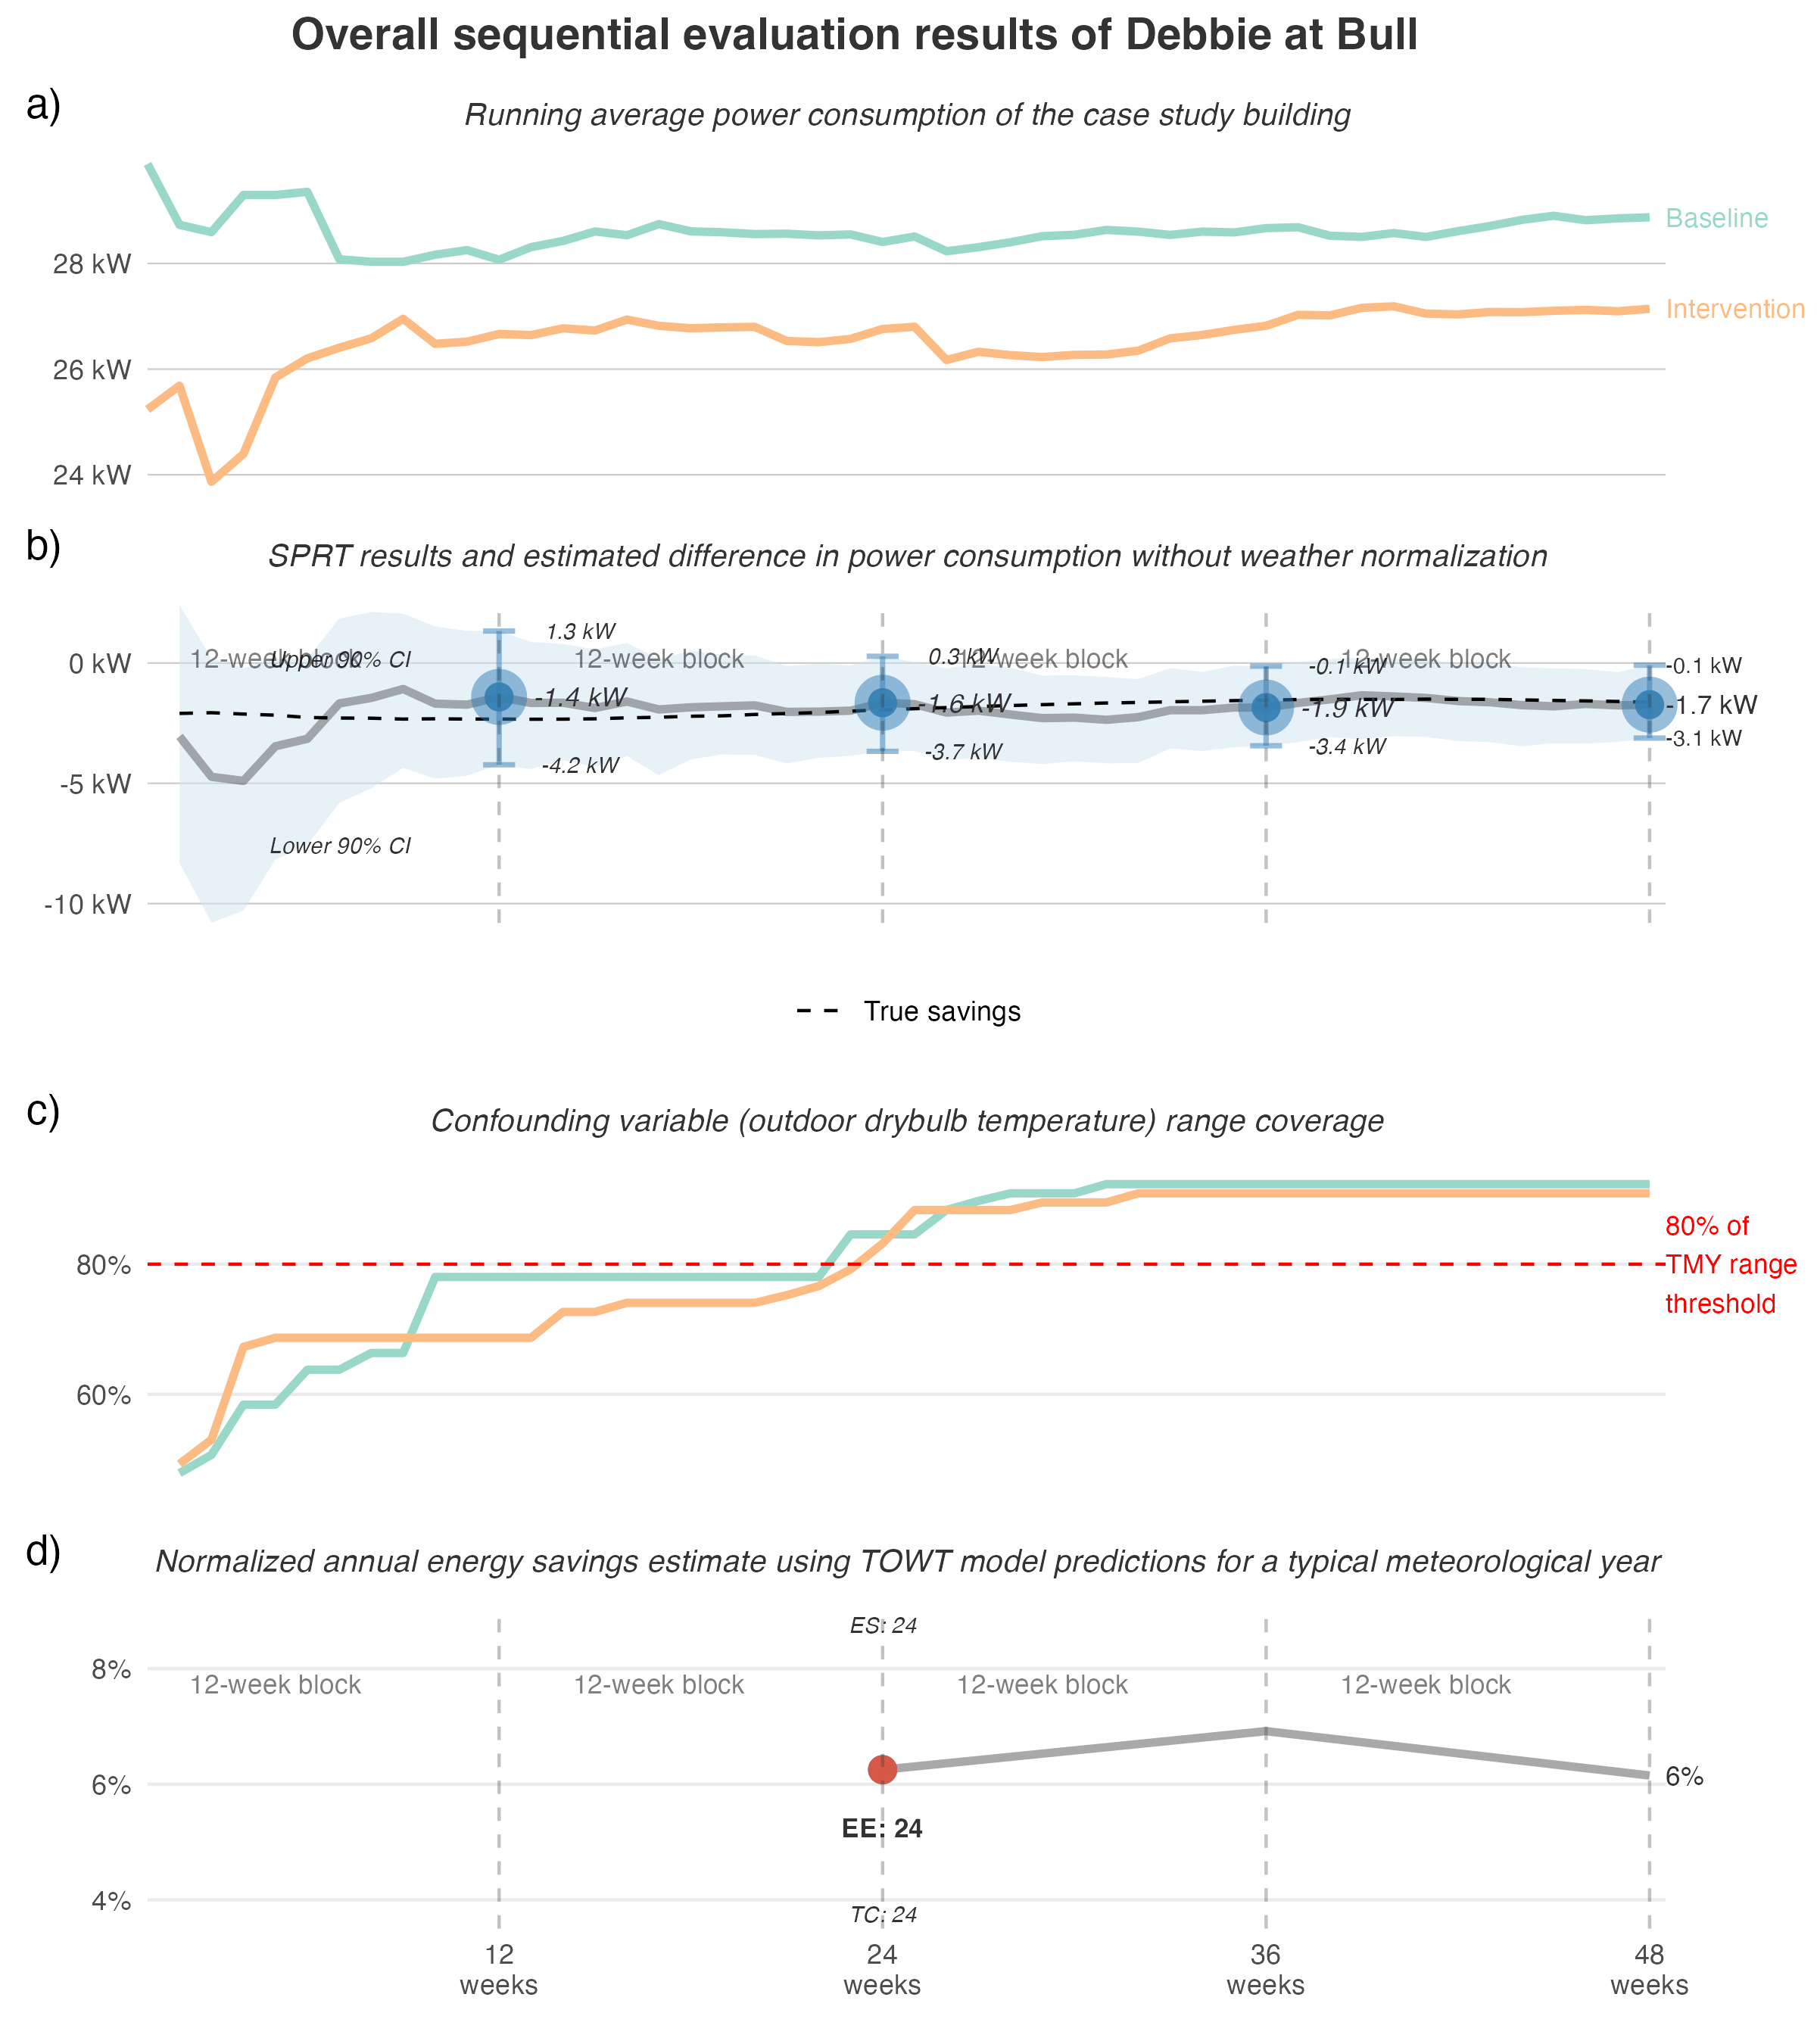 Overall sequential evaluation results of Debbie at Bull
a)
Running average power consumption of the case study building
Baseline
28 kW
Intervention
26 kW
24 kW
b)
SPRT results and estimated difference in power consumption without weather normalization
1.3 kW
0 kW
12-week block
Upper 90% CI
12-week block
0.3 kW
12-week block
-0.1 kW
12-week block
-0.1 kW
-1.4 kW
-1.6 kW
-1.9 kW
-1.7 kW
-4.2 kW
-3.7 kW
-3.4 kW
-3.1 kW
-5 kW
Lower 90% CI
-10 kW
True savings
c)
Confounding variable (outdoor drybulb temperature) range coverage
80% of
TMY range
threshold
80%
60%
d)
Normalized annual energy savings estimate using TOWT model predictions for a typical meteorological year
ES: 24
8%
12-week block
12-week block
12-week block
12-week block
6%
6%
EE: 24
4%
TC: 24
12
weeks
24
weeks
36
weeks
48
weeks